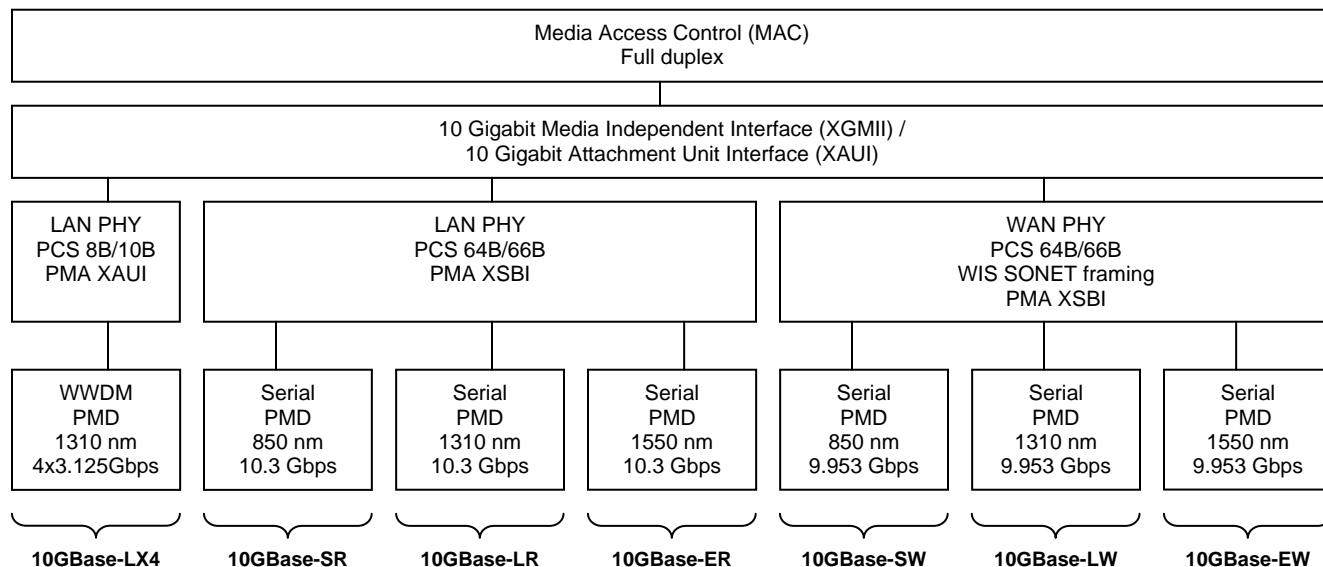 Media Access Control (MAC)
Full duplex
10 Gigabit Media Independent Interface (XGMII) /
10 Gigabit Attachment Unit Interface (XAUI)
LAN PHY
PCS 8B/10B
PMA XAUI
LAN PHY
PCS 64B/66B
PMA XSBI
WAN PHY
PCS 64B/66B
WIS SONET framing
PMA XSBI
WWDM
PMD
1310 nm
4x3.125Gbps
Serial
PMD
850 nm
10.3 Gbps
Serial
PMD
1310 nm
10.3 Gbps
Serial
PMD
1550 nm
10.3 Gbps
Serial
PMD
850 nm
9.953 Gbps
Serial
PMD
1310 nm
9.953 Gbps
Serial
PMD
1550 nm
9.953 Gbps
10GBase-LX4
10GBase-SR
10GBase-LR
10GBase-ER
10GBase-SW
10GBase-LW
10GBase-EW